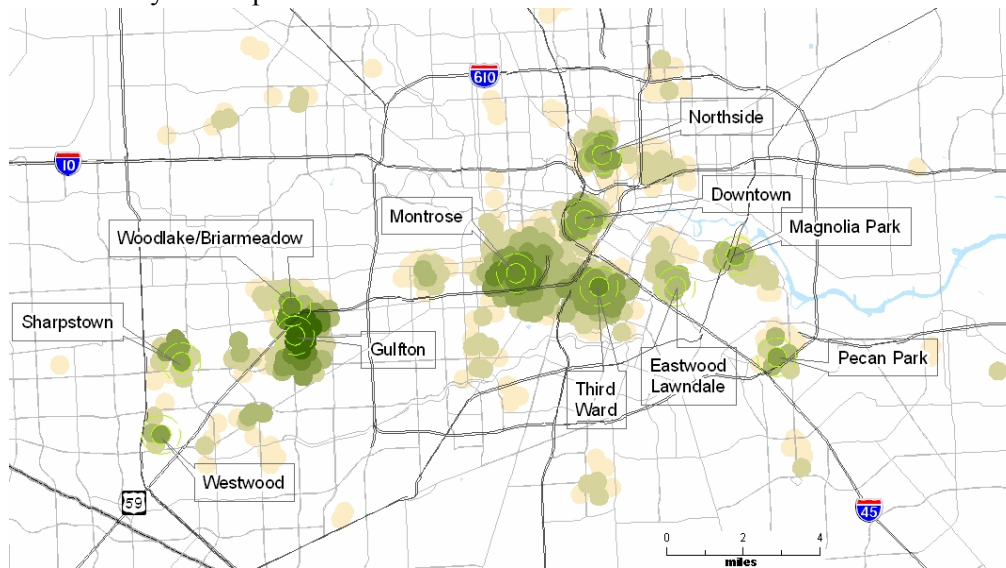 610
Northside
10
Downtown
Montrose
Magnolia Park
Woodlake/Briarmeadow
Sharpstown
Gulfton
Pecan Park
Eastwood
Lawndale
Third
Ward
Westwood
59
45
0 2 4
miles